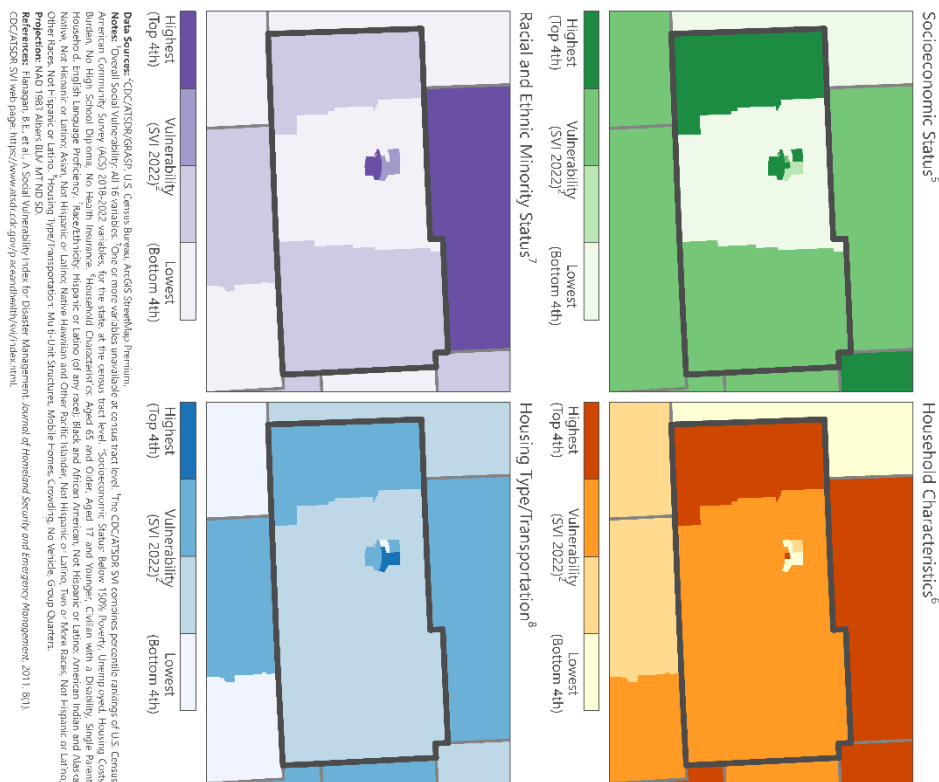 Socioeconomic Status⁵
Highest
(Top 4th)
Vulnerability
(SVI 2022)²
Lowest
(Bottom 4th)
Household Characteristics⁶
Highest
(Top 4th)
Vulnerability
(SVI 2022)²
Lowest
(Bottom 4th)
Racial and Ethnic Minority Status⁷
Highest
(Top 4th)
Vulnerability
(SVI 2022)²
Lowest
(Bottom 4th)
Housing Type/Transportation⁸
Highest
(Top 4th)
Vulnerability
(SVI 2022)²
Lowest
(Bottom 4th)
Data Sources: ²CDC/ATSDR/GRASP, U.S. Census Bureau, ArcGIS StreetMap Premium.
Notes: ¹Overall Social Vulnerability: All 16 variables. ³One or more variables unavailable at census tract level. ⁴The CDC/ATSDR SVI combines percentile rankings of U.S. Census
American Community Survey (ACS) 2018-2022 variables, for the state, at the census tract level. ⁵Socioeconomic Status: Below 150% Poverty, Unemployed, Housing Costs
Burden, No High School Diploma, No Health Insurance. ⁶Household Characteristics: Aged 65 and Older, Aged 17 and Younger, Civilian with a Disability, Single Parent
Household, English Language Proficiency. ⁷Race/Ethnicity: Hispanic or Latino (of any race); Black and African American, Not Hispanic or Latino; American Indian and Alaska
Native, Not Hispanic or Latino; Asian, Not Hispanic or Latino; Native Hawaiian and Other Pacific Islander, Not Hispanic or Latino; Two or More Races, Not Hispanic or Latino;
Other Races, Not Hispanic or Latino. ⁸Housing Type/Transportation: Multi-Unit Structures, Mobile Homes, Crowding, No Vehicle, Group Quarters.
Projection: NAD 1983 Albers BLM MT ND SD.
References: Flanagan, B.E., et al., A Social Vulnerability Index for Disaster Management. Journal of Homeland Security and Emergency Management, 2011. 8(1).
CDC/ATSDR SVI web page: https://www.atsdr.cdc.gov/placeandhealth/svi/index.html.